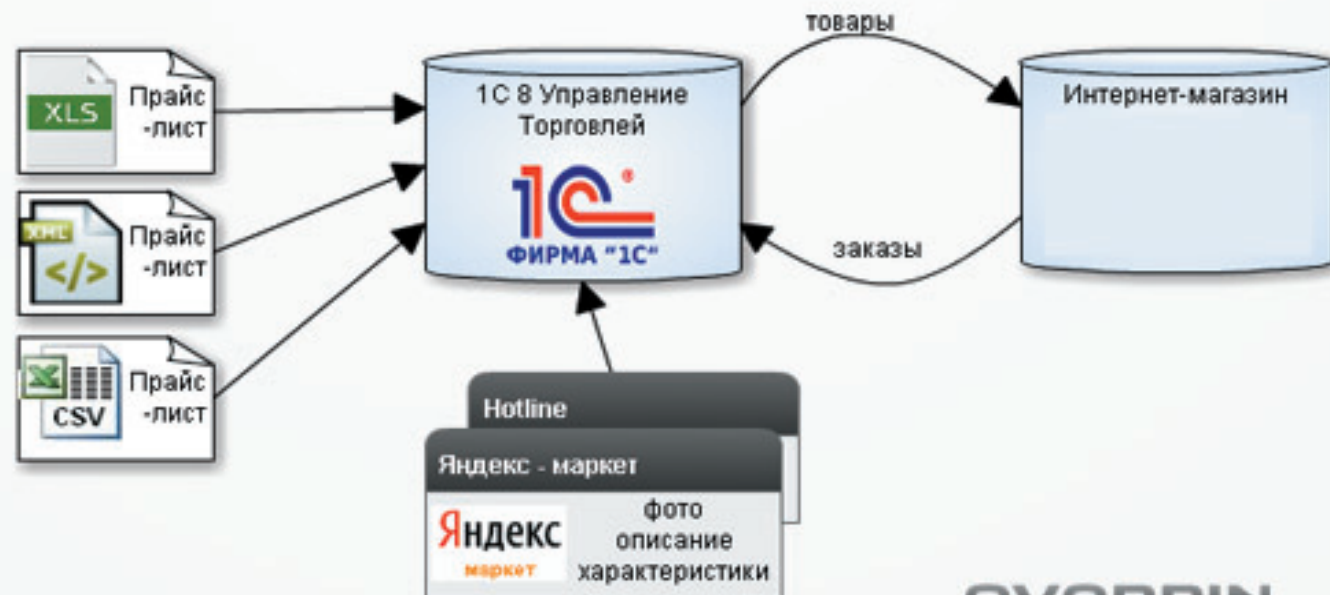 товары
XLS
Прайс
-лист
1С 8 Управление
Торговлей
1С®
ФИРМА "1С"
Интернет-магазин
XML
</>
Прайс
-лист
заказы
CSV
Прайс
-лист
Hotline
Яндекс - маркет
Яндекс
маркет
фото
описание
характеристики